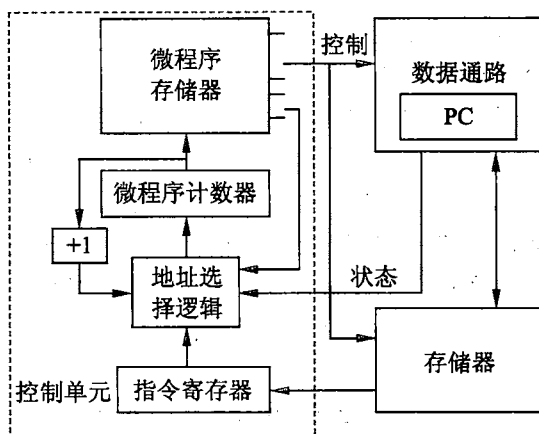 微程序
存储器
控制
数据通路
PC
微程序计数器
+1
地址选
择逻辑
状态
存储器
控制单元
指令寄存器